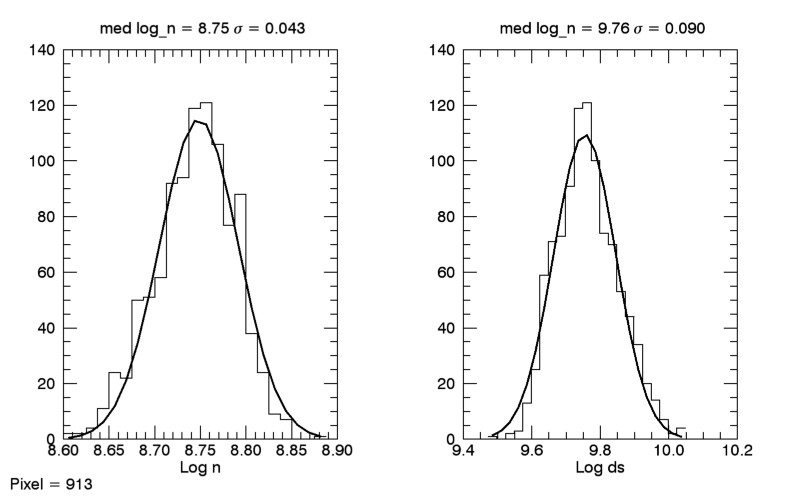 med log_n = 8.75 σ = 0.043
140
120
100
80
60
40
20
0
8.60 8.65 8.70 8.75 8.80 8.85 8.90
Log n
med log_n = 9.76 σ = 0.090
140
120
100
80
60
40
20
0
9.4 9.6 9.8 10.0 10.2
Log ds
Pixel = 913